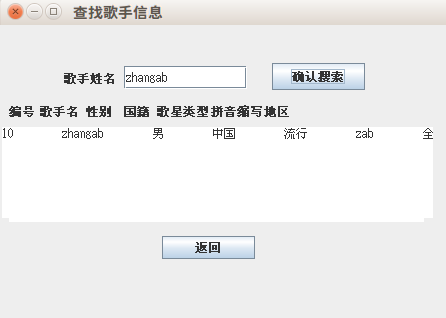 查找歌手信息
歌手姓名 zhangab 确认搜索
编号 歌手名 性别 国籍 歌星类型 拼音缩写 地区
10 zhangab 男 中国 流行 zab 全
返回